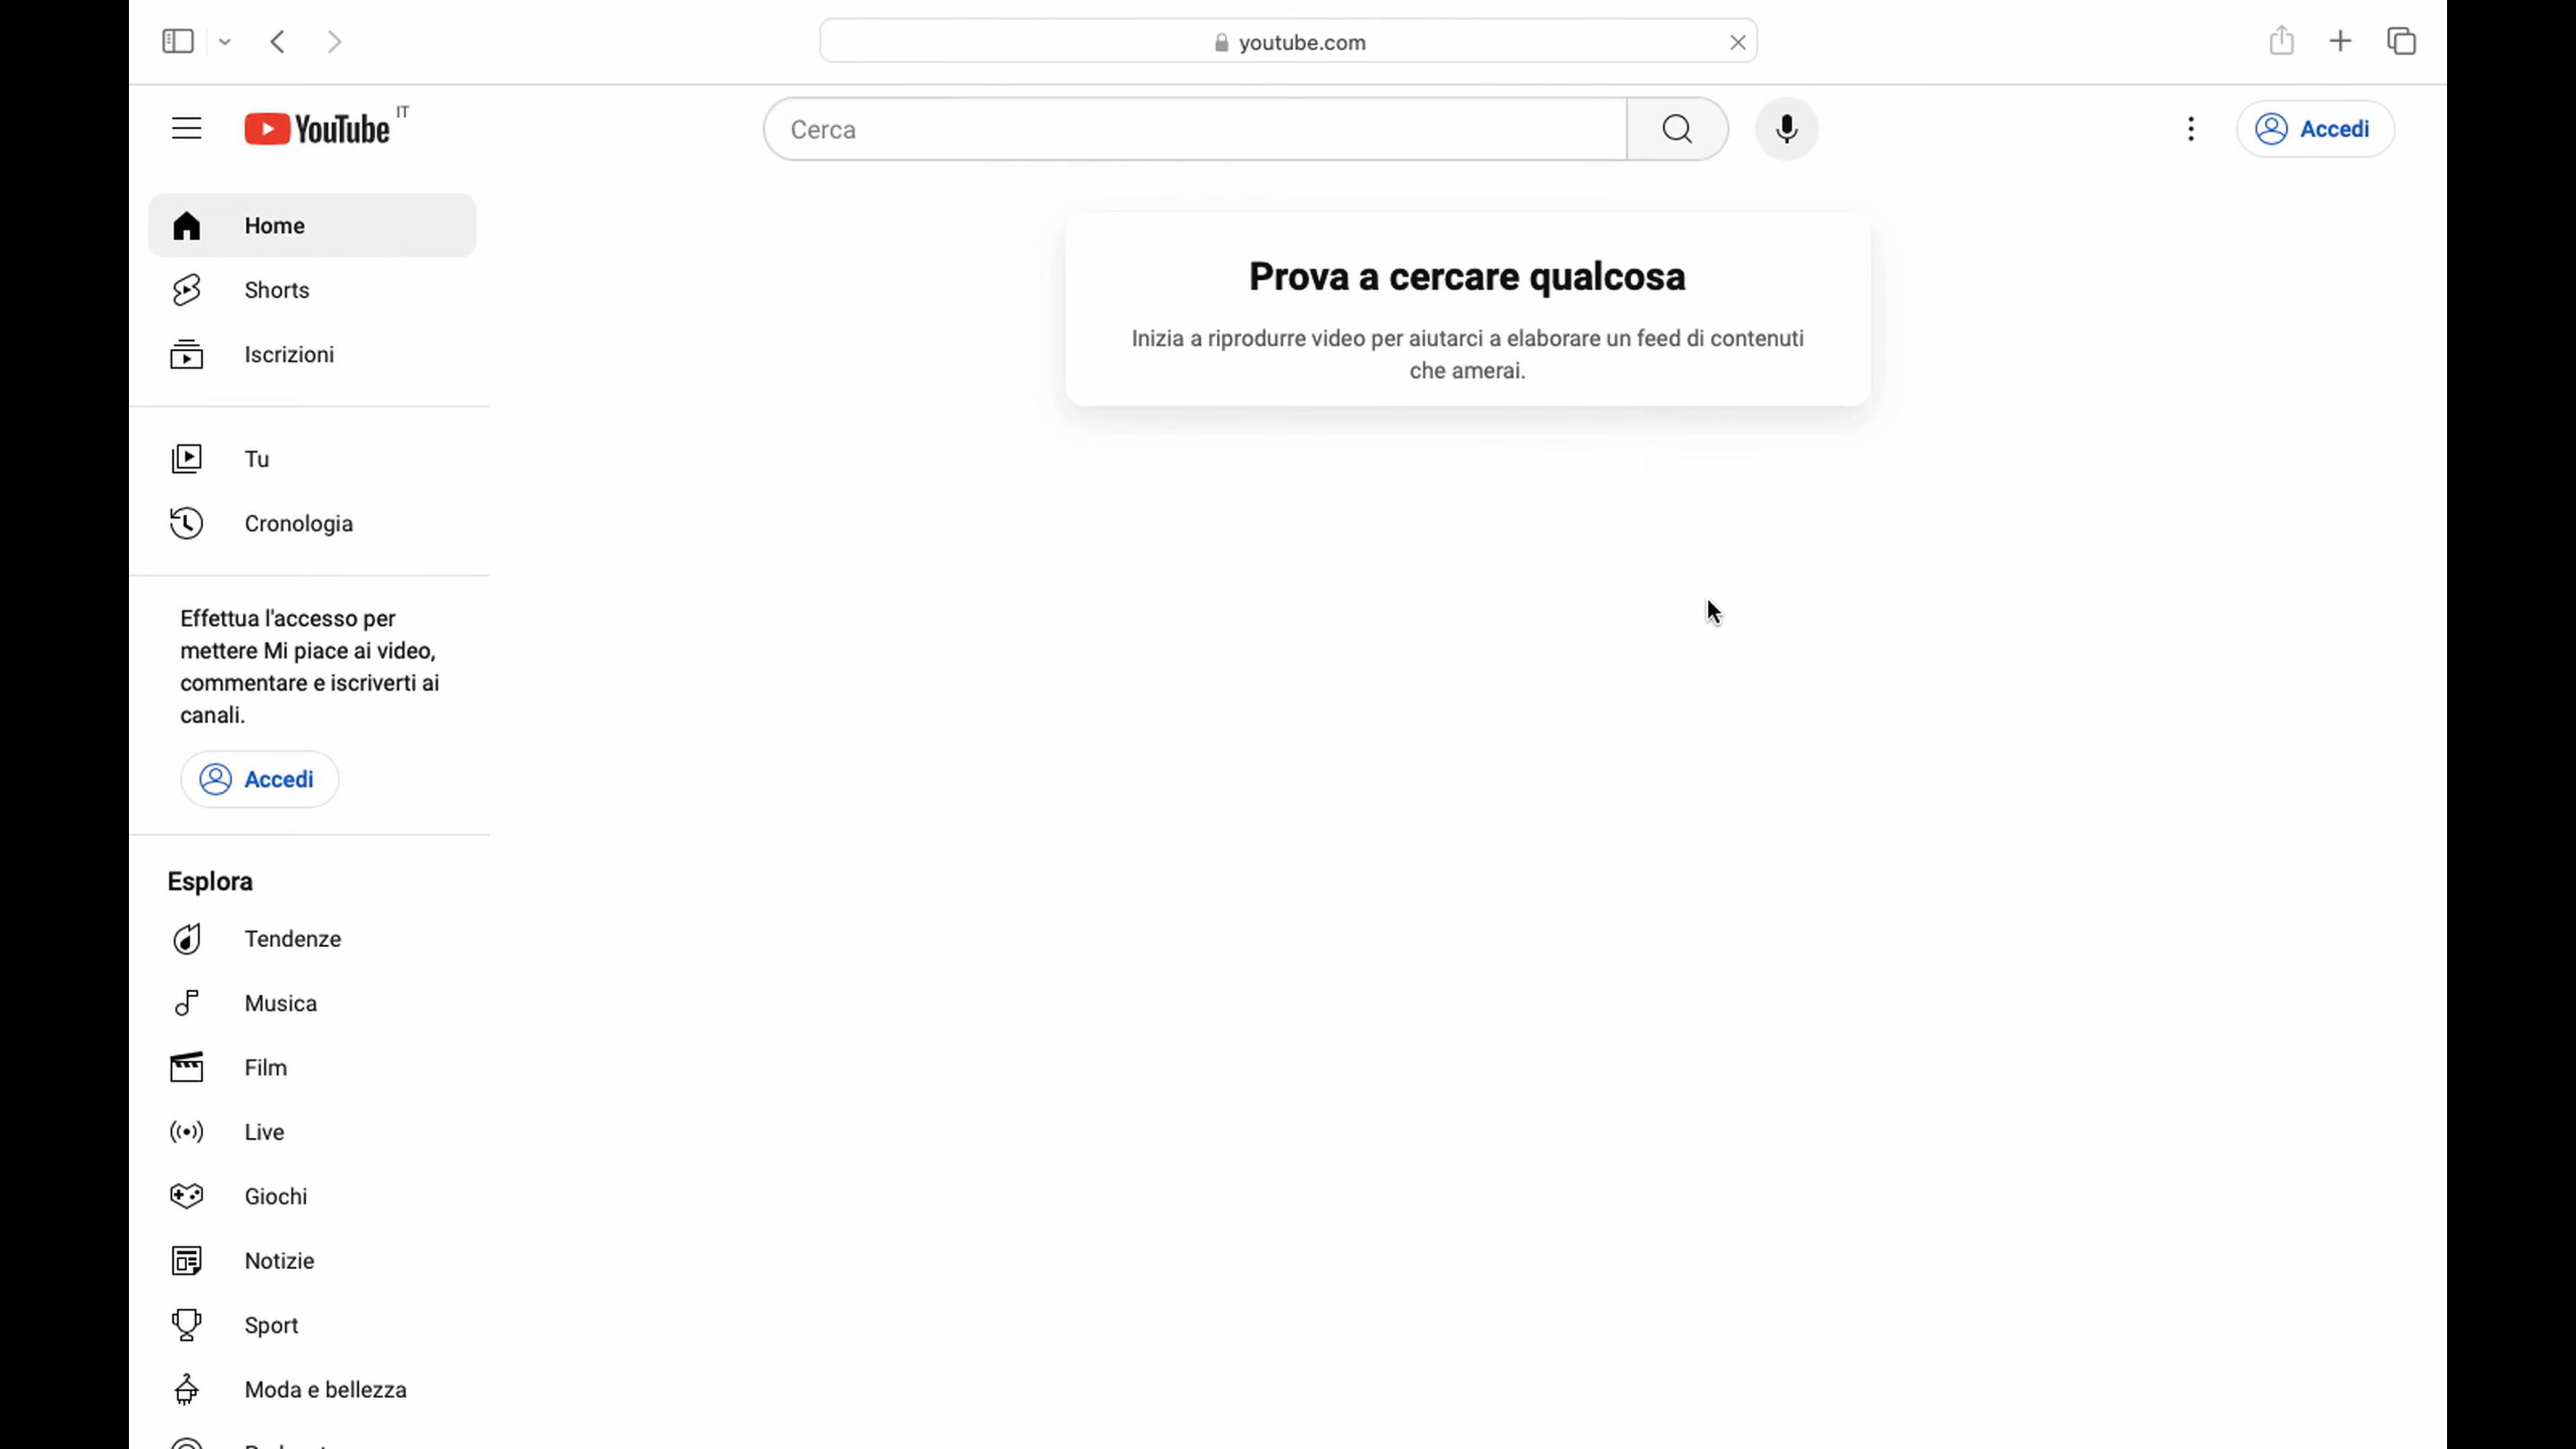 youtube.com
YouTube IT
Cerca
Accedi
Home
Shorts
Iscrizioni
Tu
Cronologia
Effettua l'accesso per
mettere Mi piace ai video,
commentare e iscriverti ai
canali.
Accedi
Esplora
Tendenze
Musica
Film
Live
Giochi
Notizie
Sport
Moda e bellezza
Prova a cercare qualcosa
Inizia a riprodurre video per aiutarci a elaborare un feed di contenuti
che amerai.